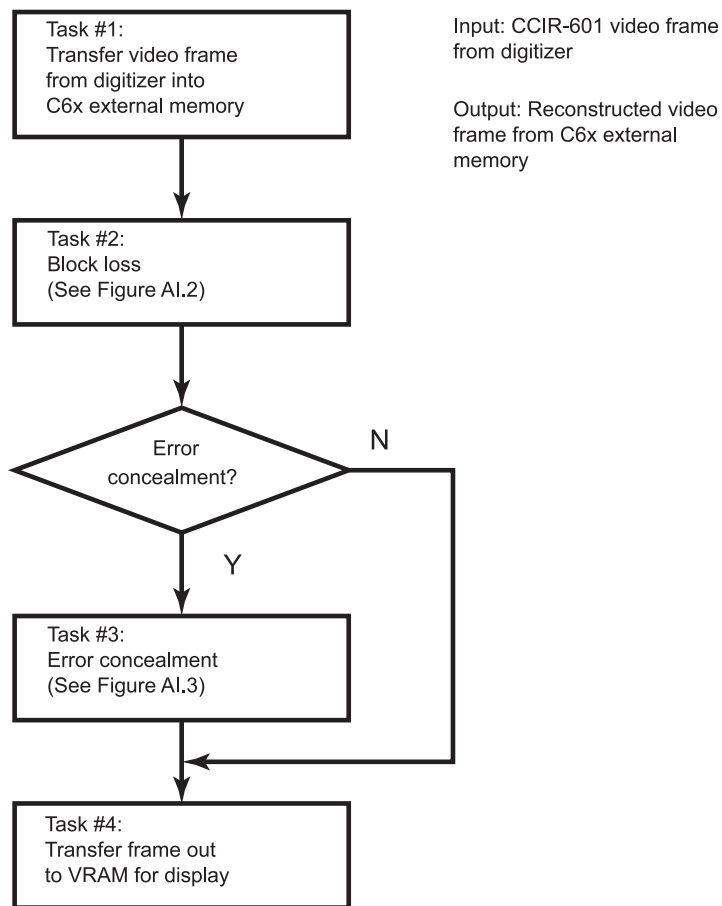 Task #1:
Transfer video frame
from digitizer into
C6x external memory
Input: CCIR-601 video frame
from digitizer
Output: Reconstructed video
frame from C6x external
memory
Task #2:
Block loss
(See Figure AI.2)
Error
concealment?
N
Y
Task #3:
Error concealment
(See Figure AI.3)
Task #4:
Transfer frame out
to VRAM for display